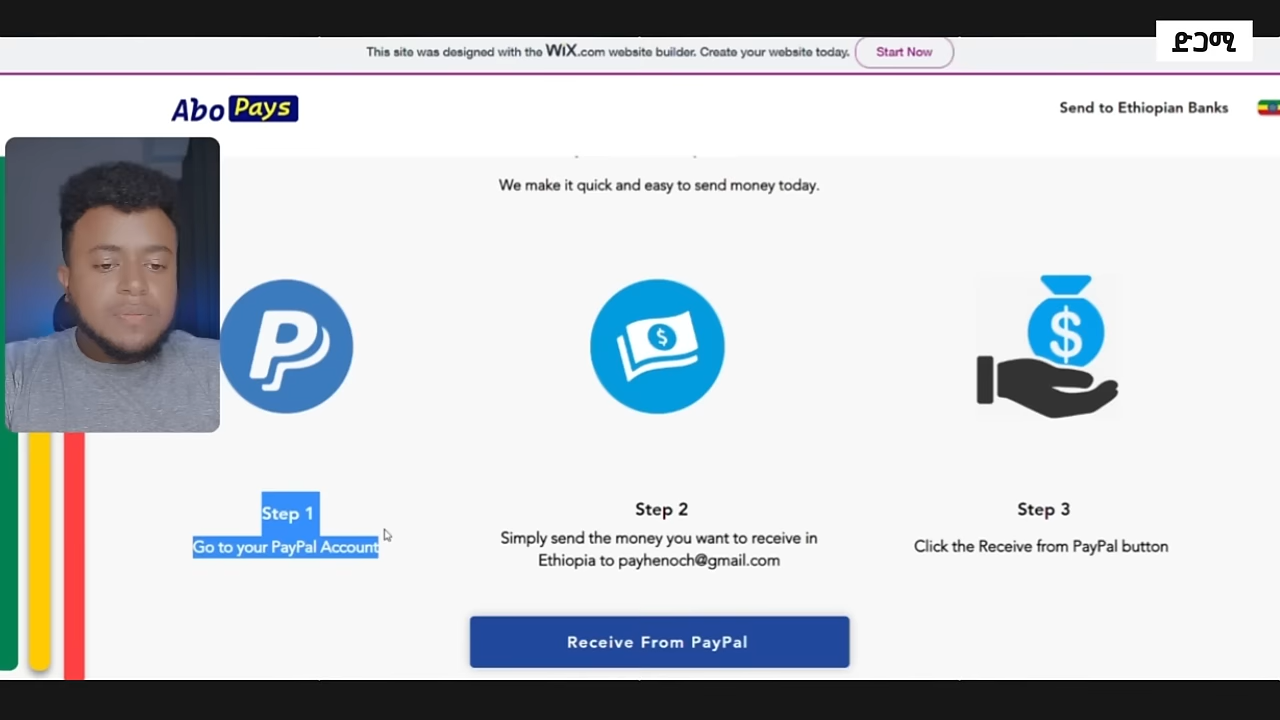 This site was designed with the WiX.com website builder. Create your website today.
Start Now
ድጋሚ
Abo Pays
Send to Ethiopian Banks
We make it quick and easy to send money today.
Step 1
Go to your PayPal Account
Step 2
Simply send the money you want to receive in
Ethiopia to payhenoch@gmail.com
Step 3
Click the Receive from PayPal button
Receive From PayPal